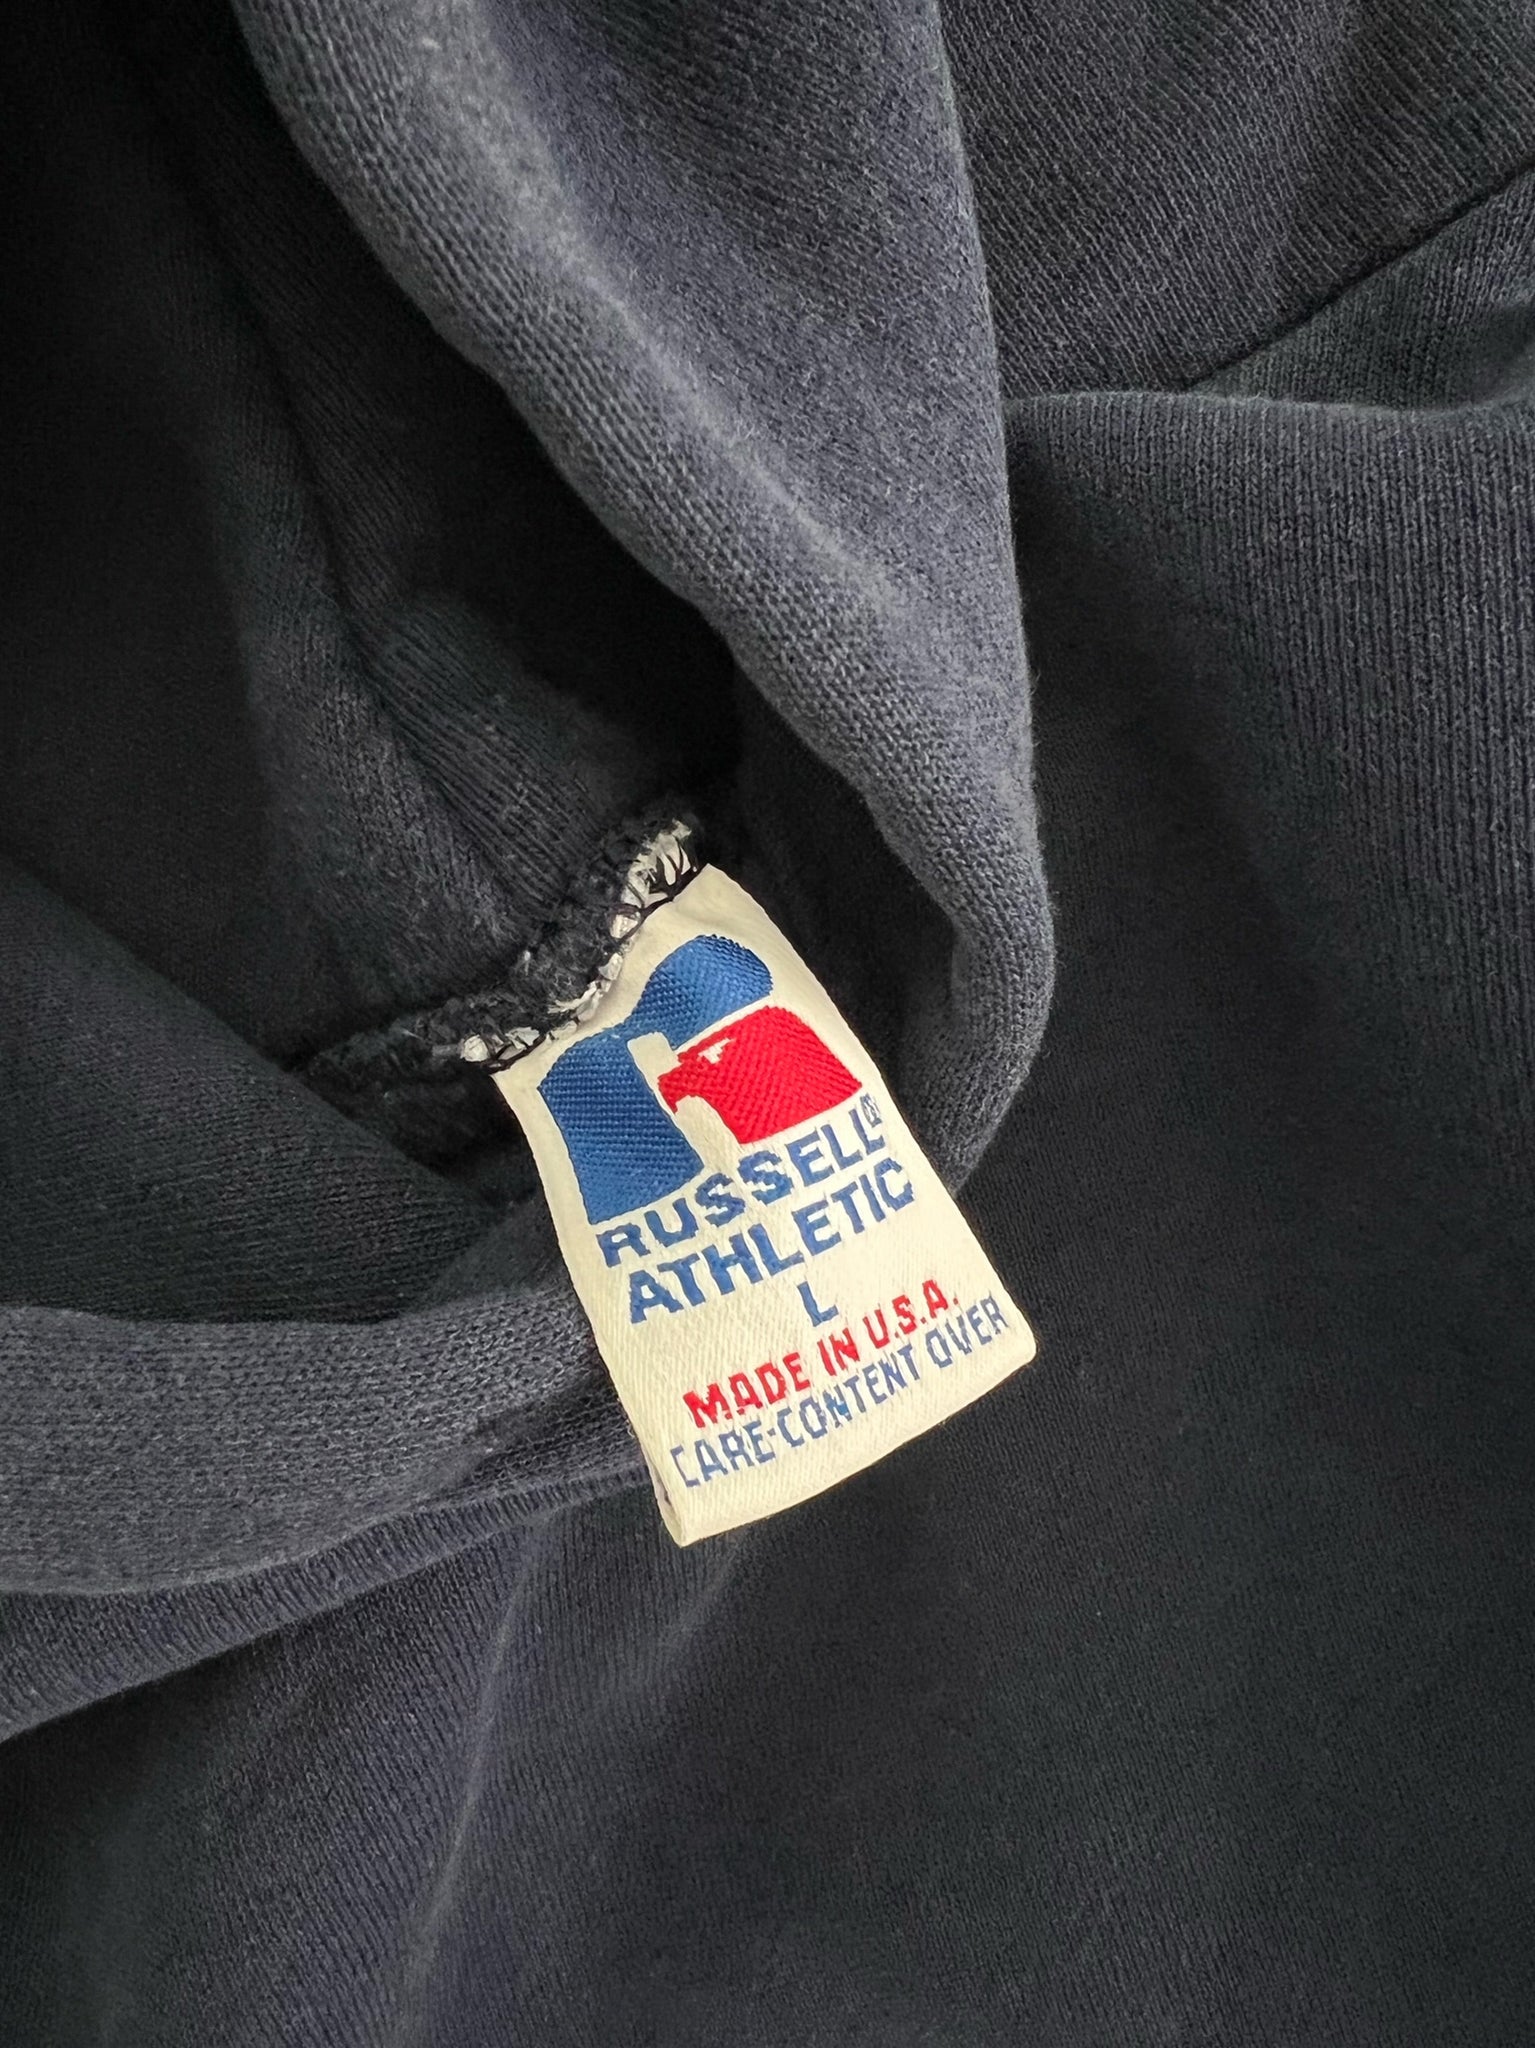 RUSSELL®
ATHLETIC
L
MADE IN U.S.A.
CARE-CONTENT OVER